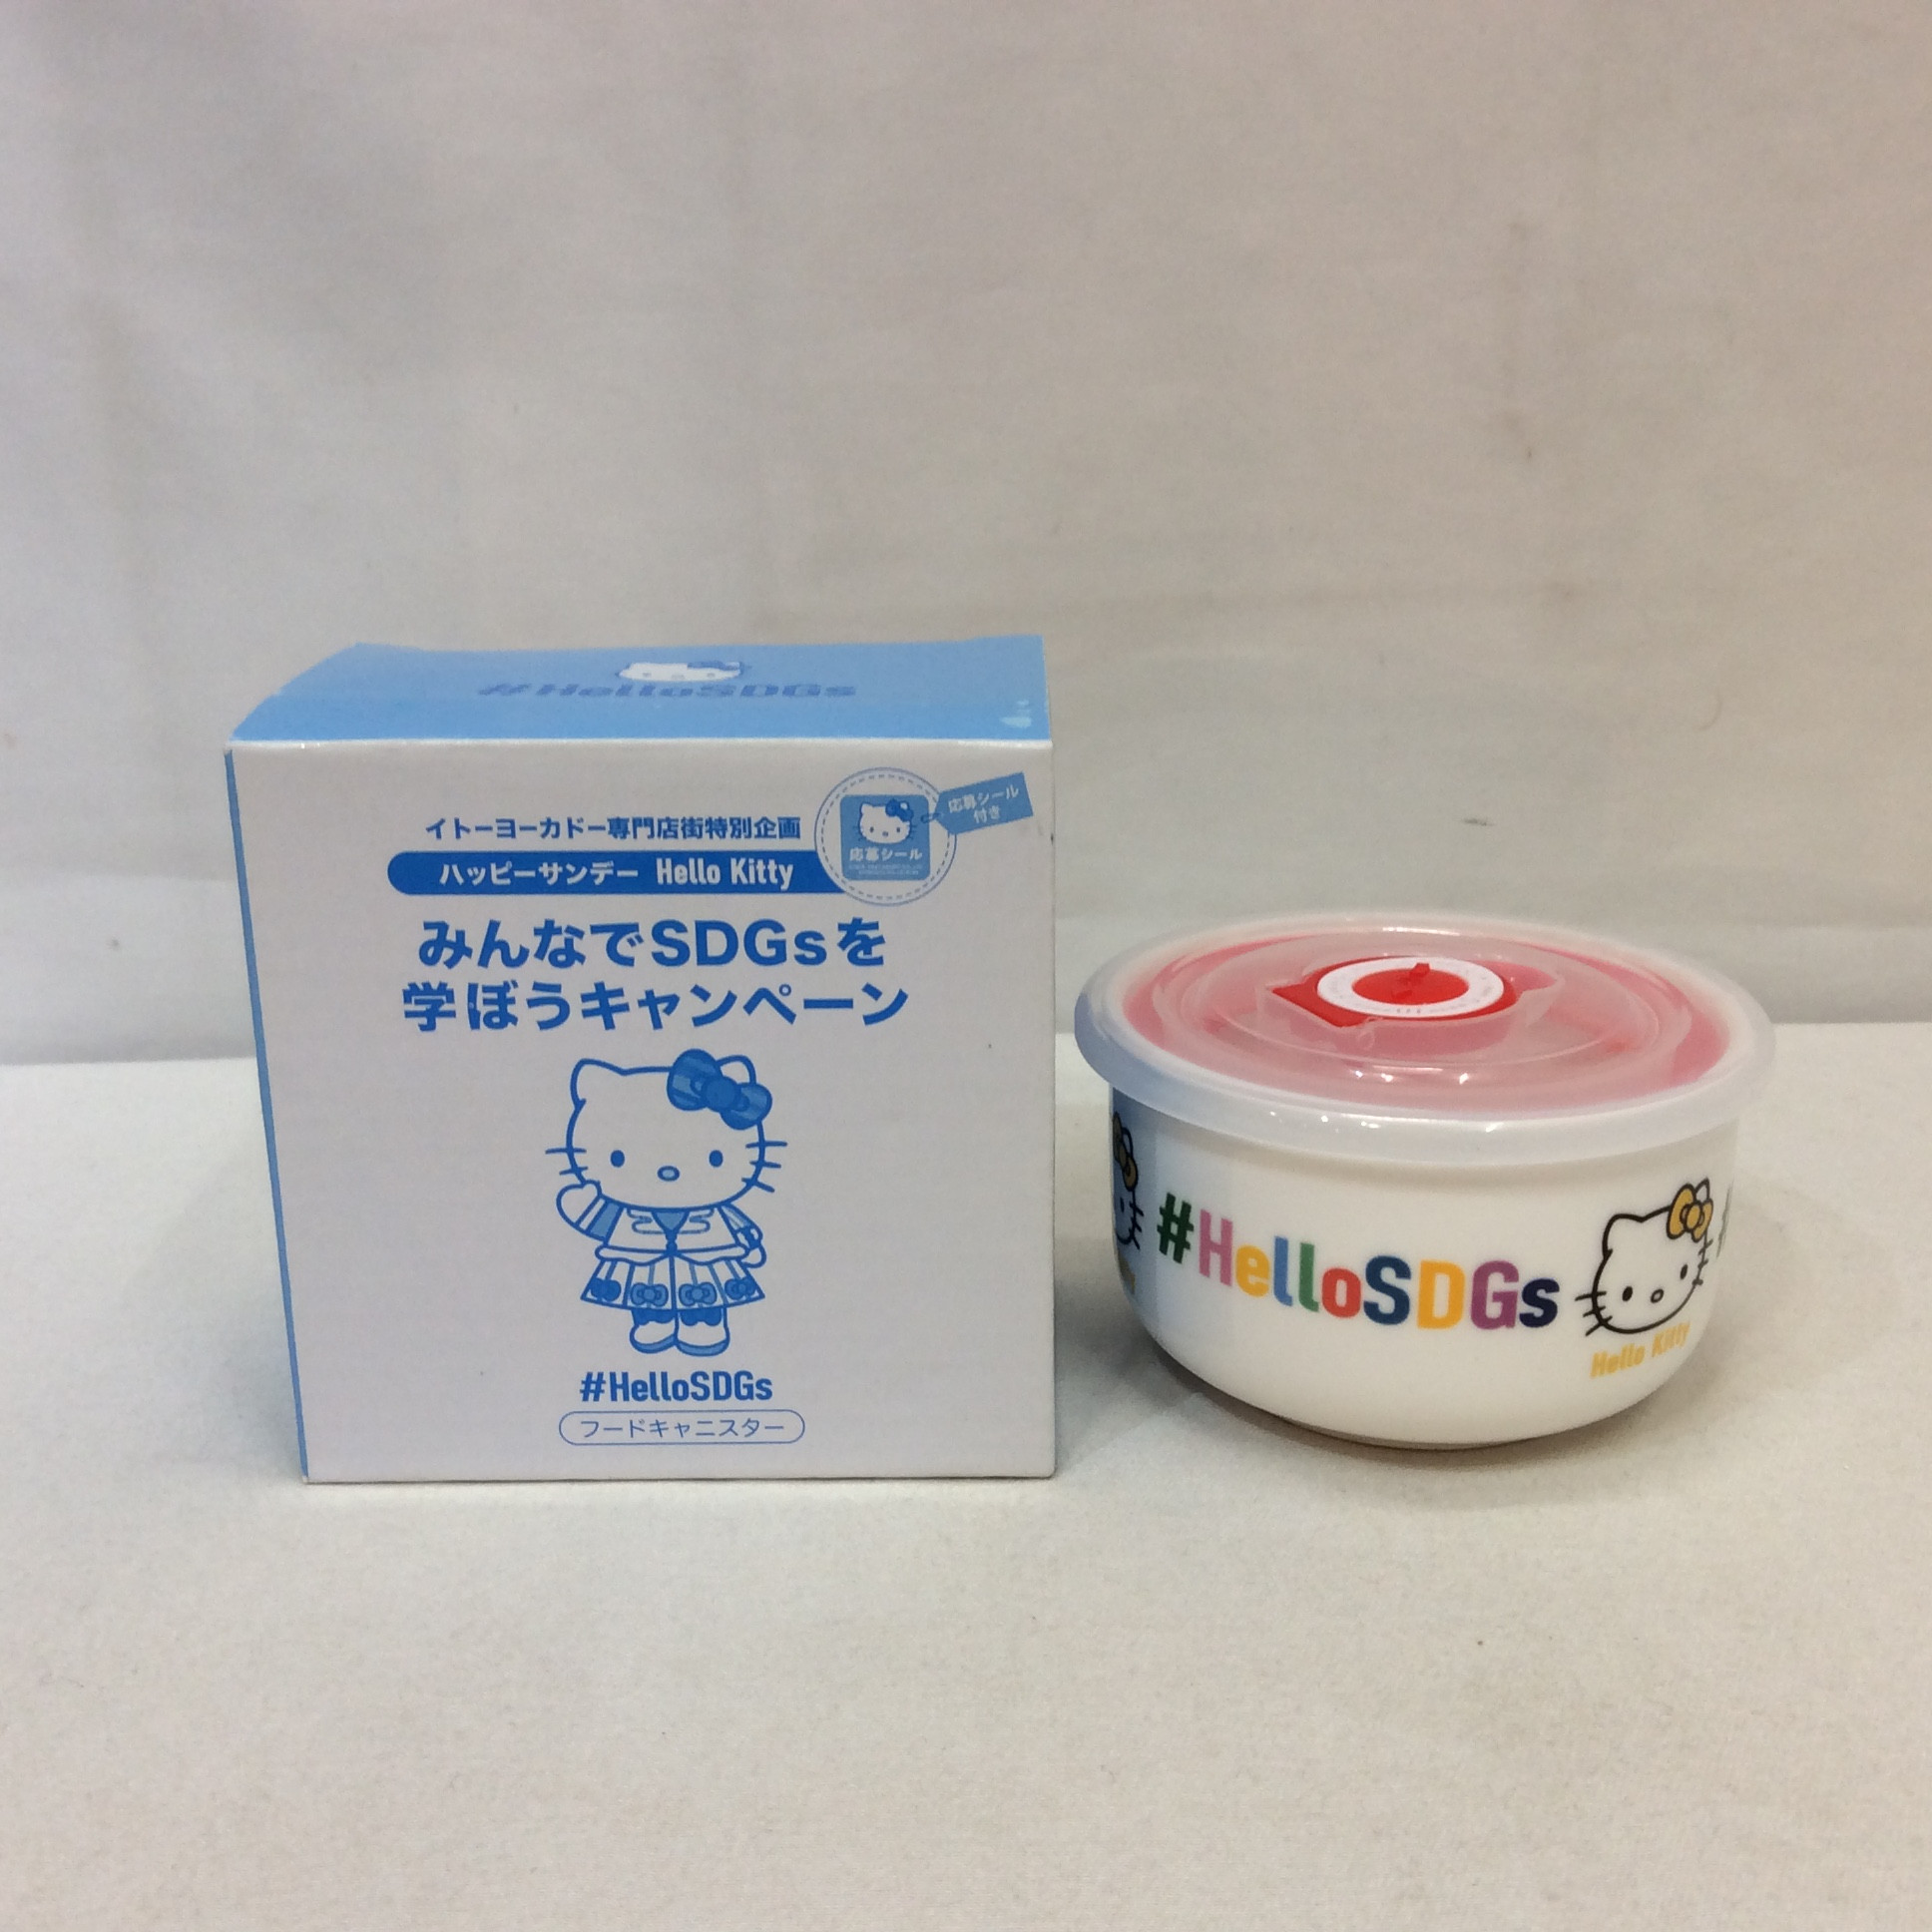 #HelloSDGs
イトーヨーカドー専門店街特別企画
ハッピーサンデー Hello Kitty
応募シール
応募シール
付き
みんなでSDGsを
学ぼうキャンペーン
#HelloSDGs
フードキャニスター
#HelloSDGs
Hello Kitty